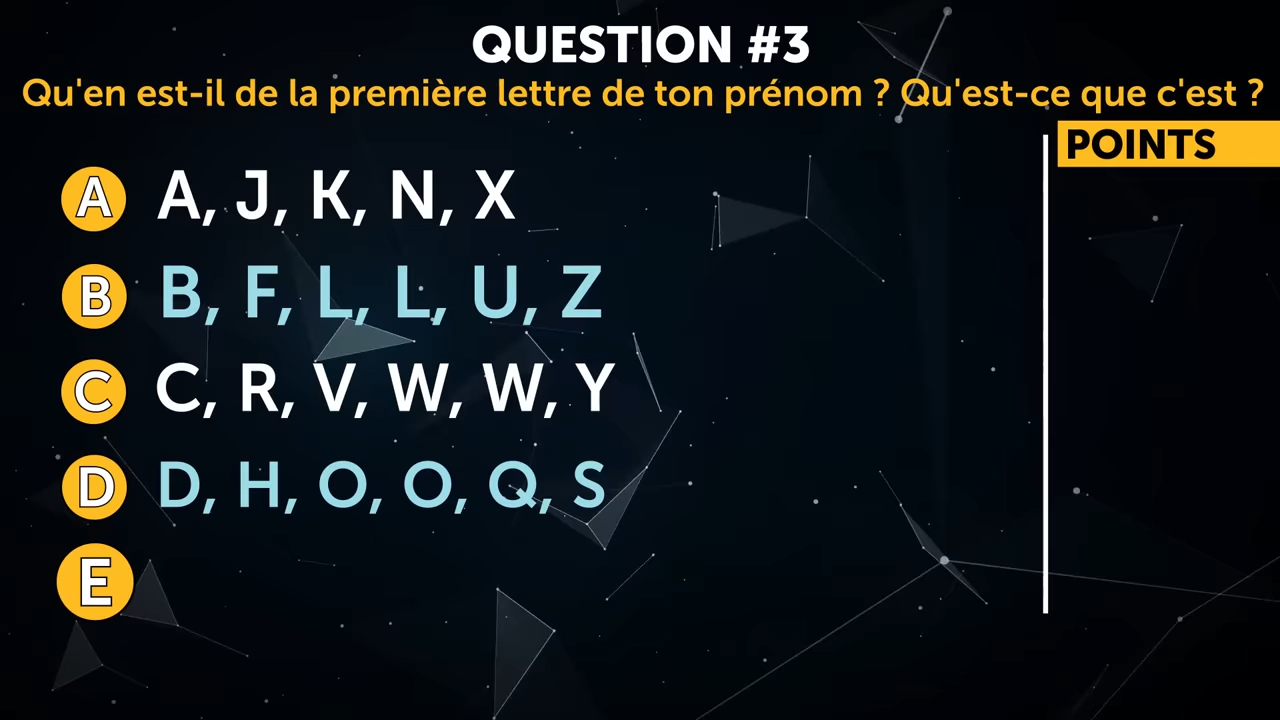 QUESTION #3
Qu'en est-il de la première lettre de ton prénom ? Qu'est-ce que c'est ?
POINTS
A A, J, K, N, X
B B, F, L, L, U, Z
C C, R, V, W, W, Y
D D, H, O, O, Q, S
E